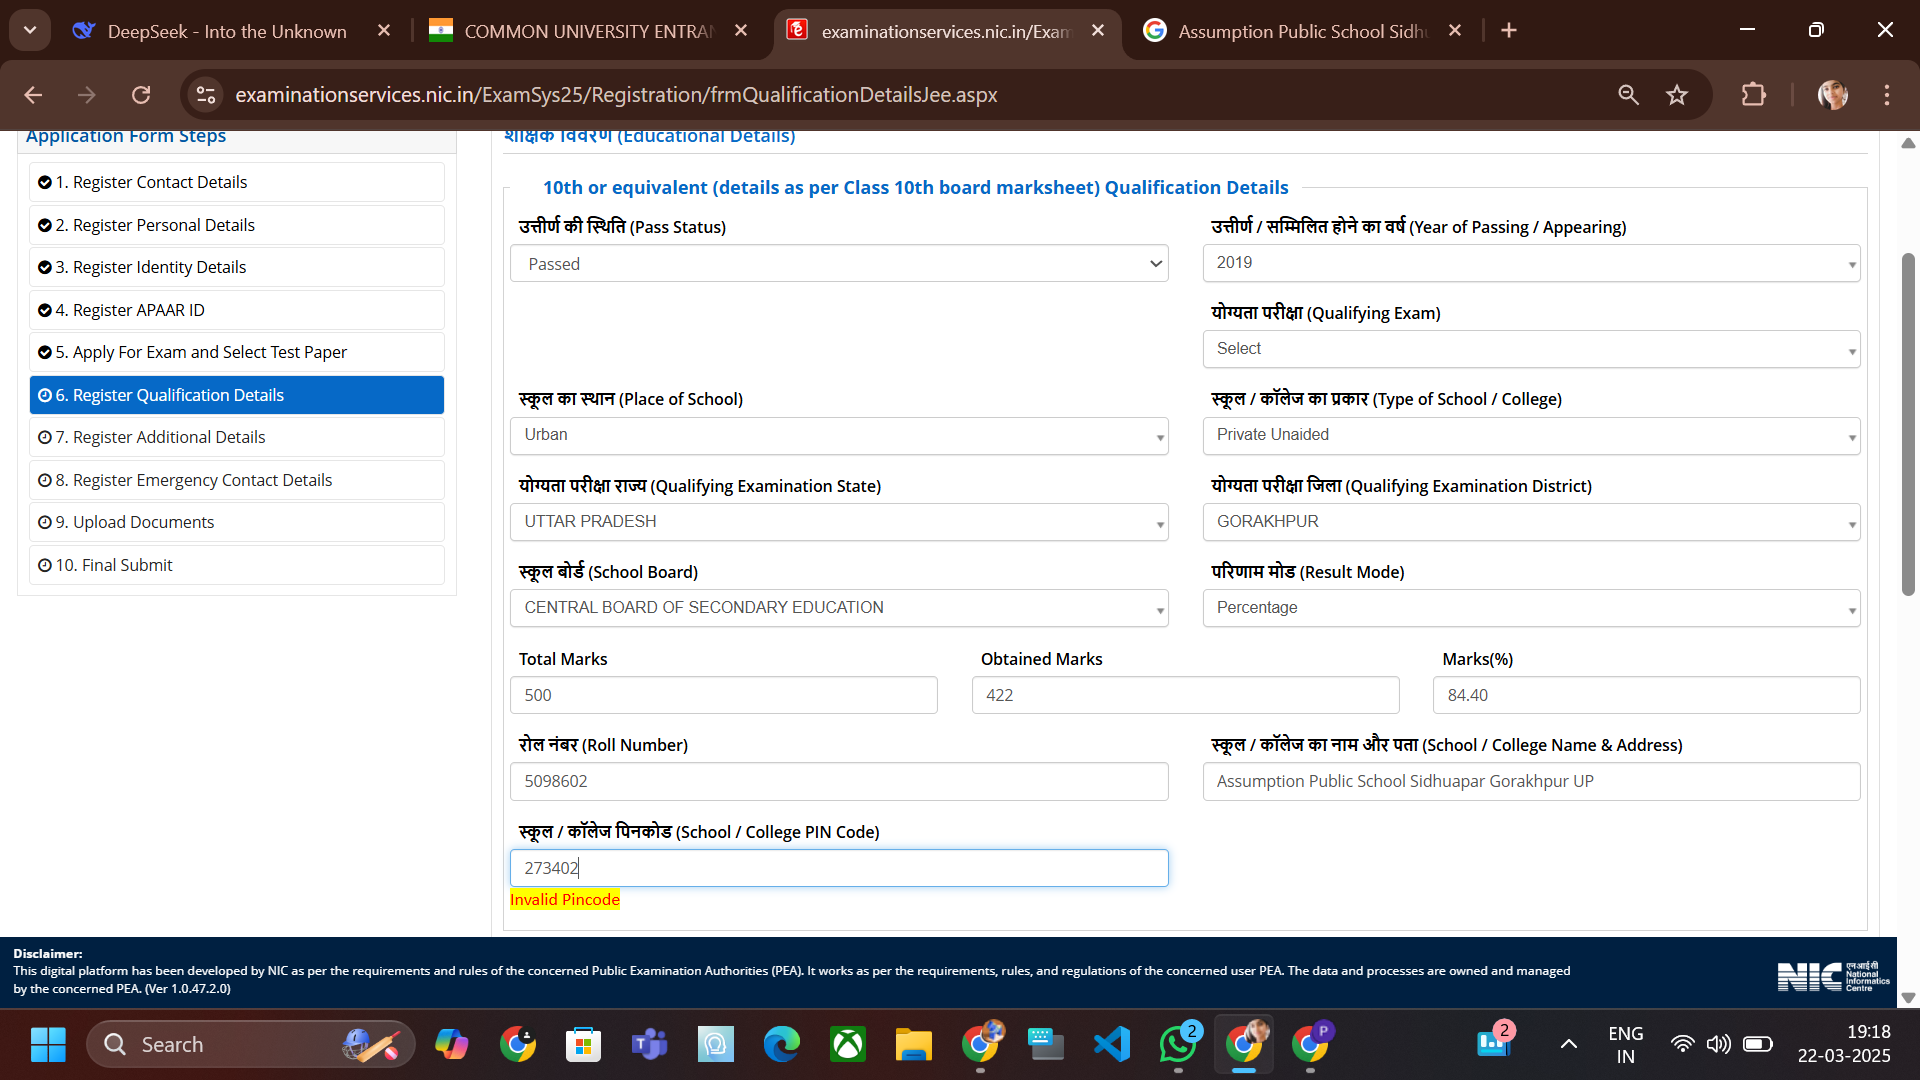 DeepSeek - Into the Unknown
COMMON UNIVERSITY ENTRAN
examinationservices.nic.in/Exam
Assumption Public School Sidhu
examinationservices.nic.in/ExamSys25/Registration/frmQualificationDetailsJee.aspx
Application Form Steps
1. Register Contact Details
2. Register Personal Details
3. Register Identity Details
4. Register APAAR ID
5. Apply For Exam and Select Test Paper
6. Register Qualification Details
7. Register Additional Details
8. Register Emergency Contact Details
9. Upload Documents
10. Final Submit
शैक्षिक विवरण (Educational Details)
10th or equivalent (details as per Class 10th board marksheet) Qualification Details
उत्तीर्ण की स्थिति (Pass Status)
Passed
उत्तीर्ण / सम्मिलित होने का वर्ष (Year of Passing / Appearing)
2019
योग्यता परीक्षा (Qualifying Exam)
Select
स्कूल का स्थान (Place of School)
Urban
स्कूल / कॉलेज का प्रकार (Type of School / College)
Private Unaided
योग्यता परीक्षा राज्य (Qualifying Examination State)
UTTAR PRADESH
योग्यता परीक्षा जिला (Qualifying Examination District)
GORAKHPUR
स्कूल बोर्ड (School Board)
CENTRAL BOARD OF SECONDARY EDUCATION
परिणाम मोड (Result Mode)
Percentage
Total Marks
500
Obtained Marks
422
Marks(%)
84.40
रोल नंबर (Roll Number)
5098602
स्कूल / कॉलेज का नाम और पता (School / College Name & Address)
Assumption Public School Sidhuapar Gorakhpur UP
स्कूल / कॉलेज पिनकोड (School / College PIN Code)
273402
Invalid Pincode
Disclaimer:
This digital platform has been developed by NIC as per the requirements and rules of the concerned Public Examination Authorities (PEA). It works as per the requirements, rules, and regulations of the concerned user PEA. The data and processes are owned and managed
by the concerned PEA. (Ver 1.0.47.2.0)
NIC
एन आई सी
National
Informatics
Centre
Search
2
P
2
ENG
IN
19:18
22-03-2025